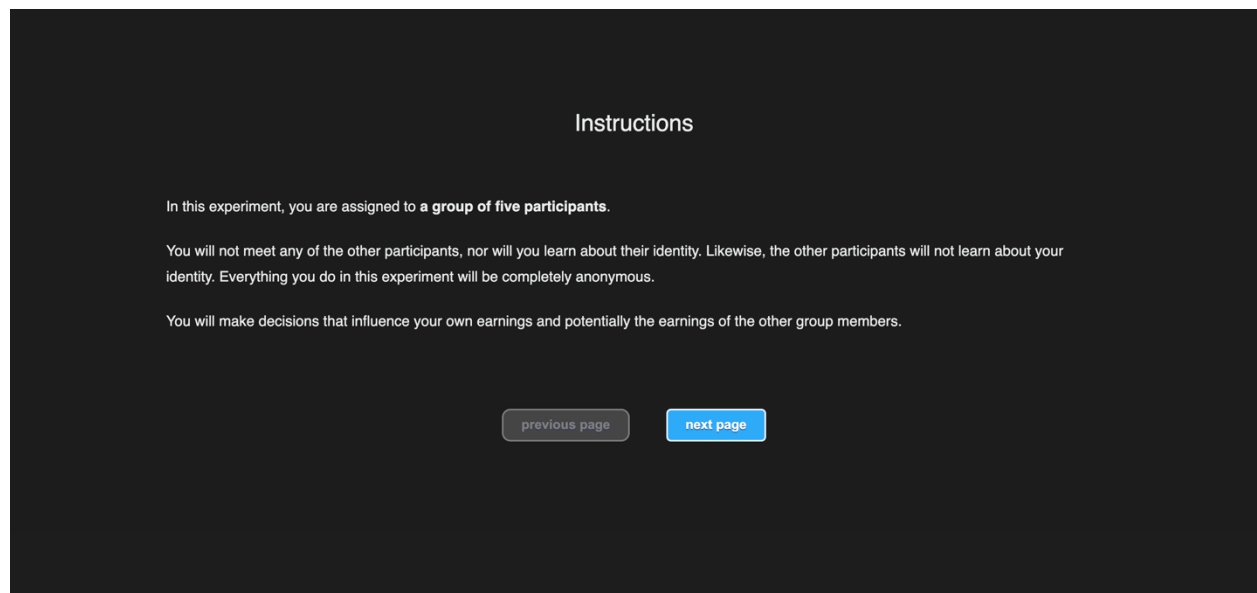 Instructions
In this experiment, you are assigned to a group of five participants.
You will not meet any of the other participants, nor will you learn about their identity. Likewise, the other participants will not learn about your
identity. Everything you do in this experiment will be completely anonymous.
You will make decisions that influence your own earnings and potentially the earnings of the other group members.
previous page next page